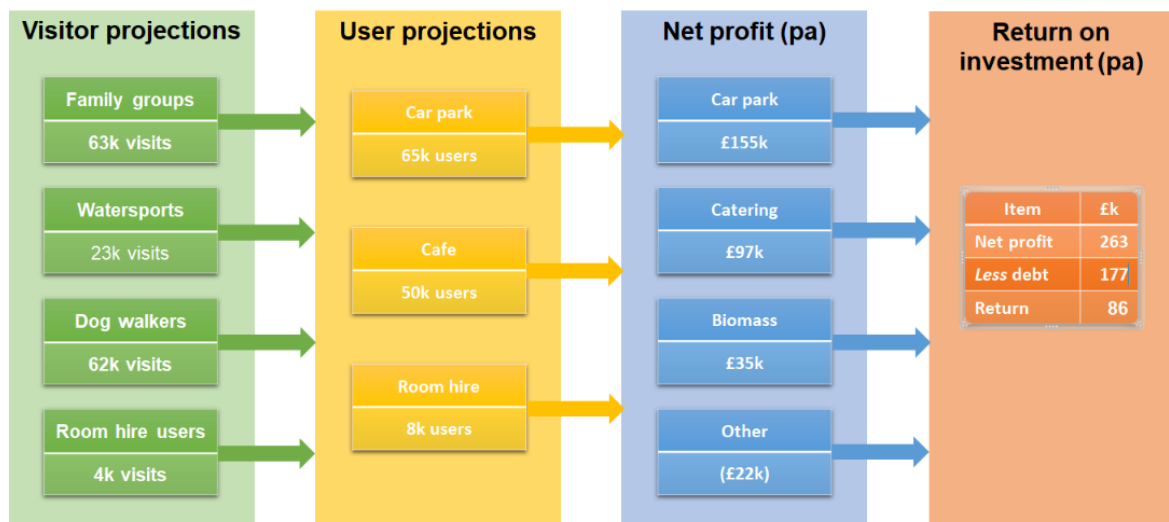 Visitor projections
Family groups
63k visits
Watersports
23k visits
Dog walkers
62k visits
Room hire users
4k visits
User projections
Car park
65k users
Cafe
50k users
Room hire
8k users
Net profit (pa)
Car park
£155k
Catering
£97k
Biomass
£35k
Other
(£22k)
Return on
investment (pa)
Item £k
Net profit 263
Less debt 177
Return 86